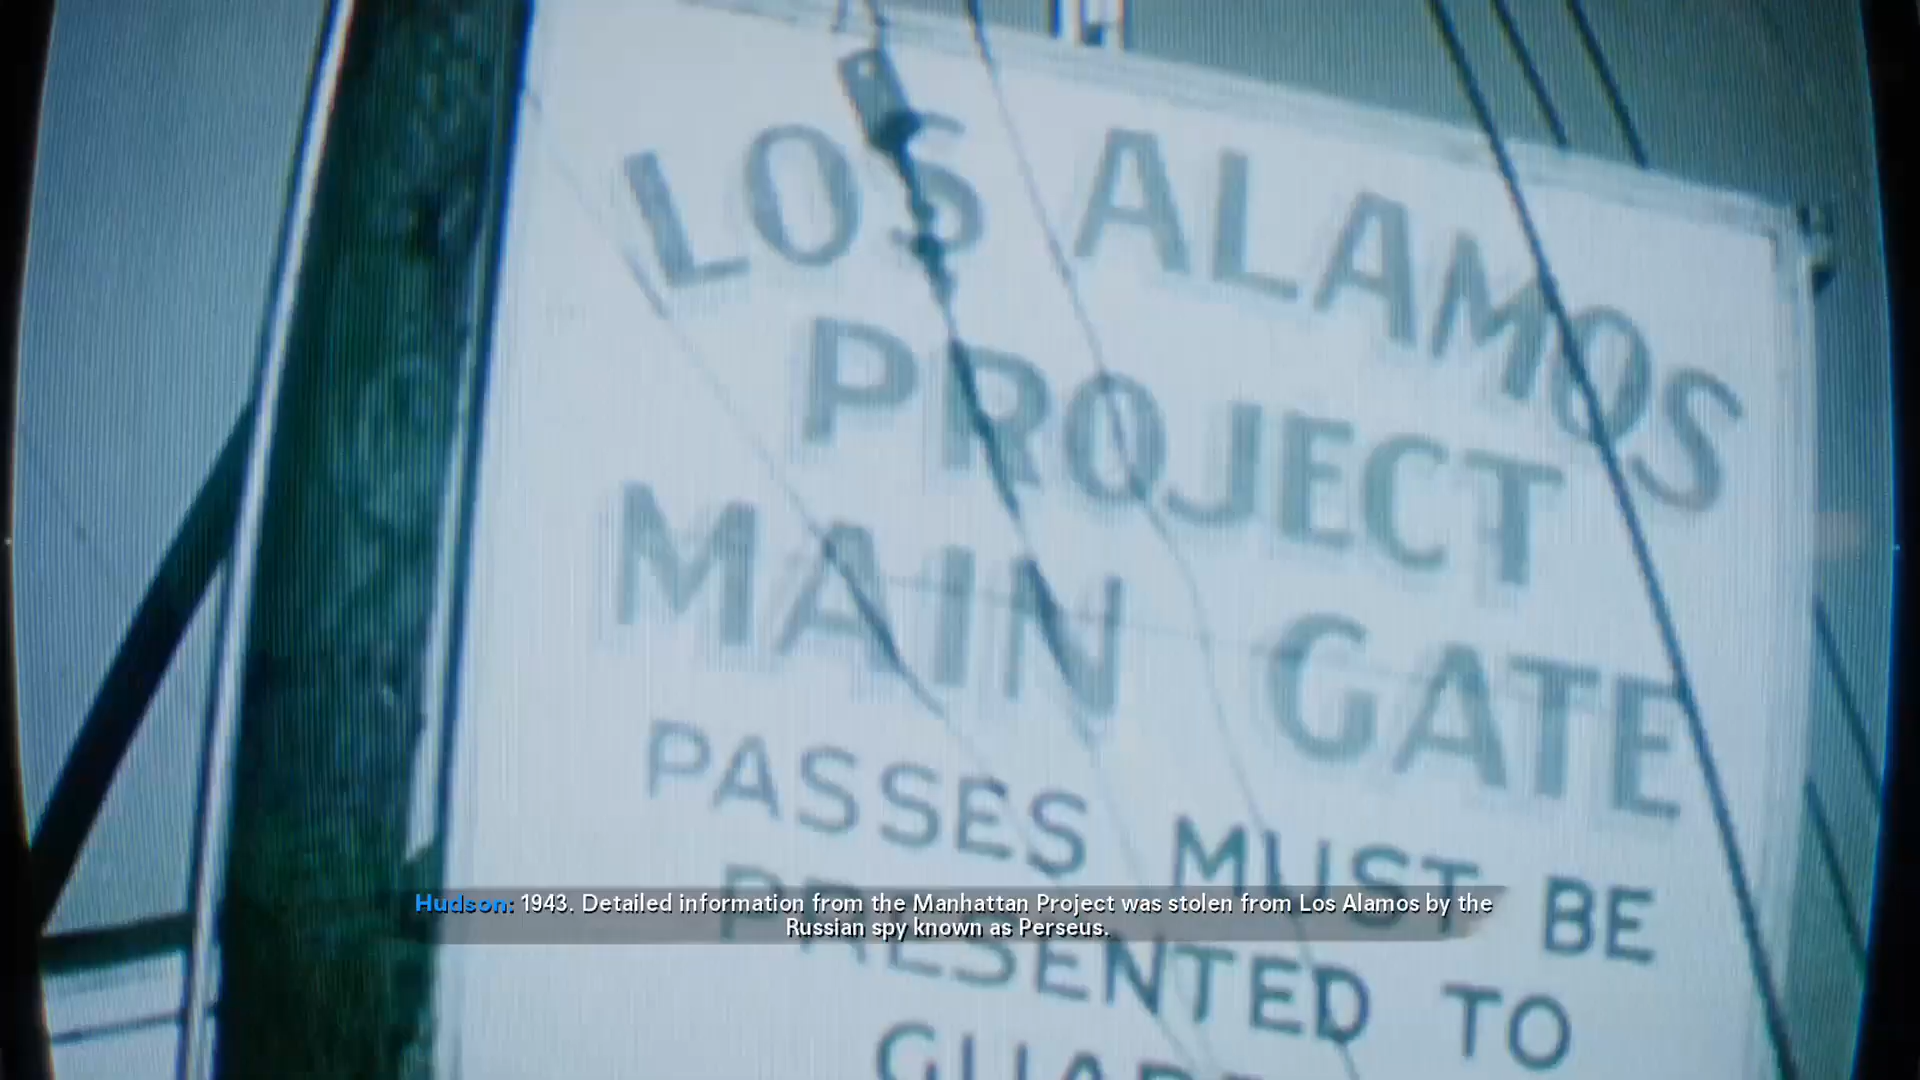 LOS ALAMOS
PROJECT
MAIN GATE
PASSES MUST BE
PRESENTED TO
Hudson: 1943. Detailed information from the Manhattan Project was stolen from Los Alamos by the
Russian spy known as Perseus.